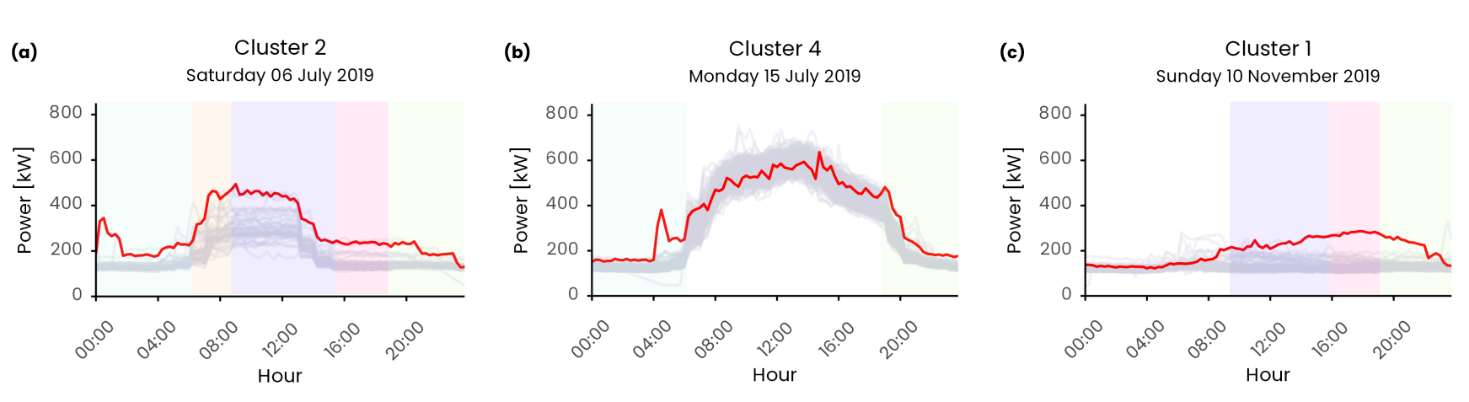 (a)
Cluster 2
Saturday 06 July 2019
Power [kW]
800
600
400
200
0
00:00 04:00 08:00 12:00 16:00 20:00
Hour
(b)
Cluster 4
Monday 15 July 2019
Power [kW]
800
600
400
200
0
00:00 04:00 08:00 12:00 16:00 20:00
Hour
(c)
Cluster 1
Sunday 10 November 2019
Power [kW]
800
600
400
200
0
00:00 04:00 08:00 12:00 16:00 20:00
Hour